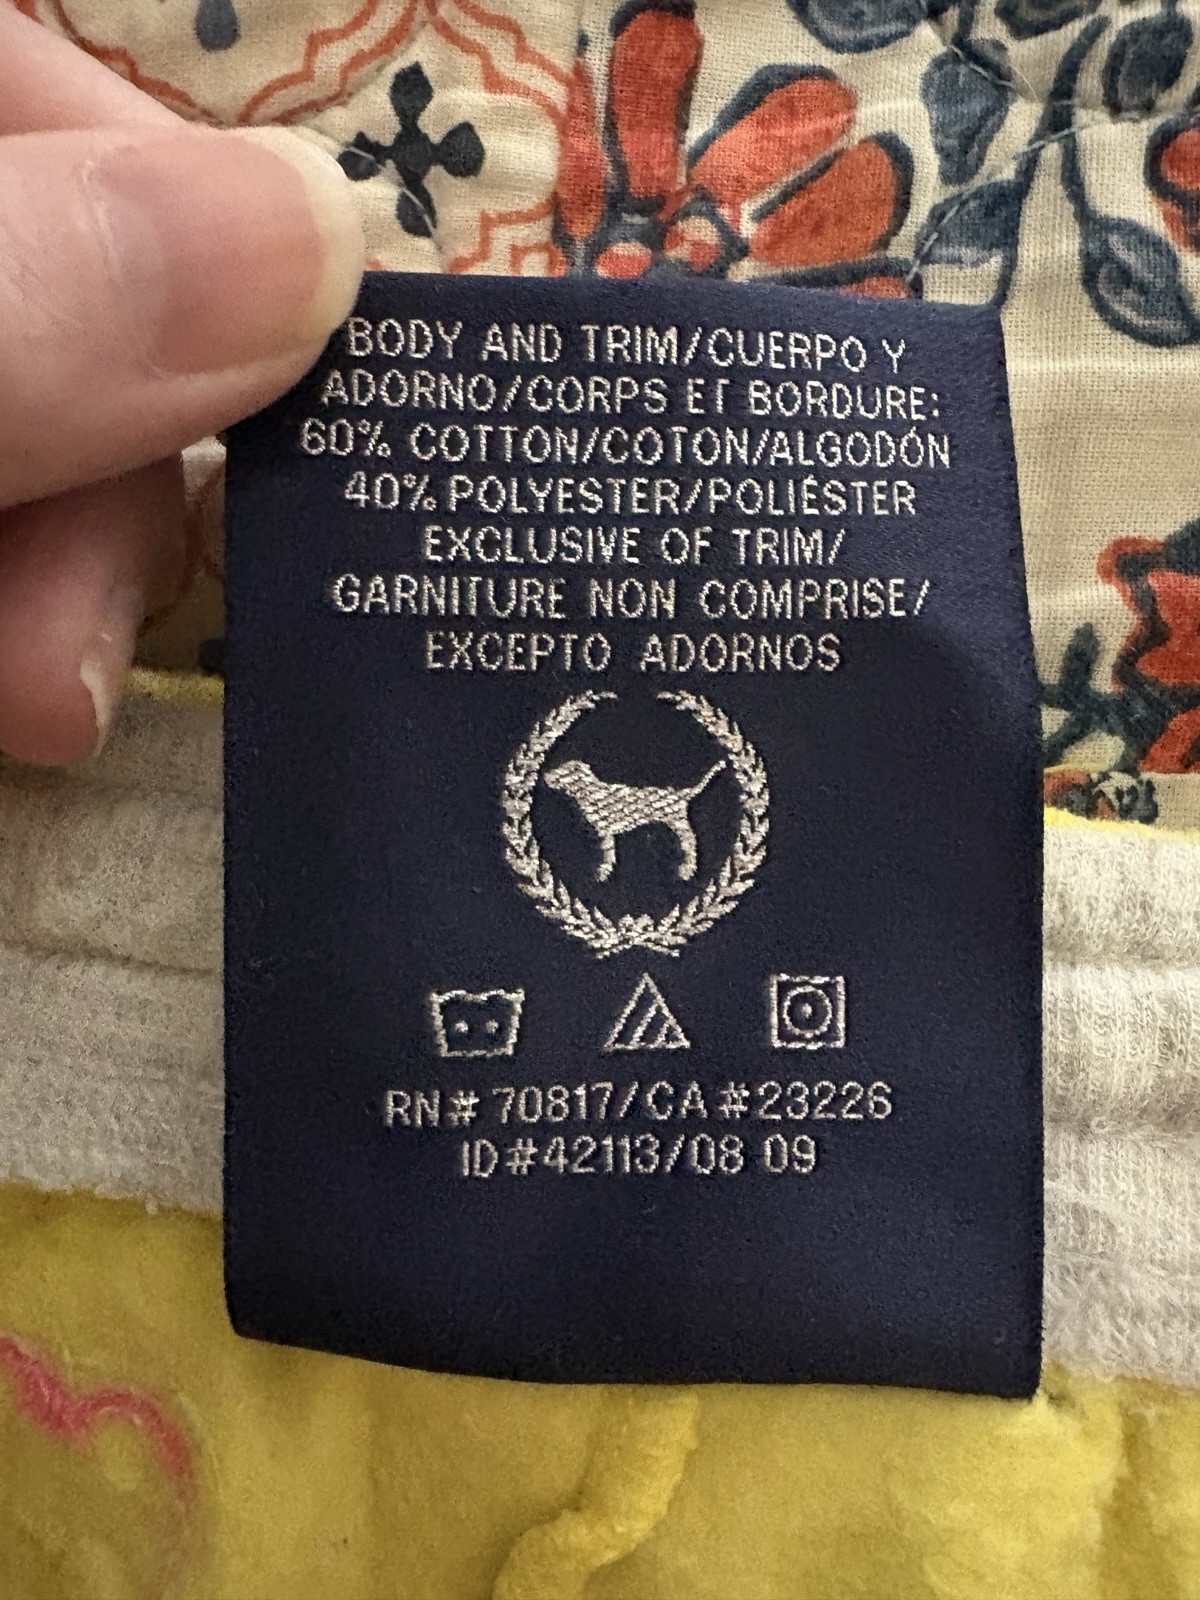 BODY AND TRIM/CUERPO Y
ADORNO/CORPS ET BORDURE:
60% COTTON/COTON/ALGODÓN
40% POLYESTER/POLIÉSTER
EXCLUSIVE OF TRIM/
GARNITURE NON COMPRISE/
EXCEPTO ADORNOS
RN# 70817/CA #23226
ID#42113/08 09